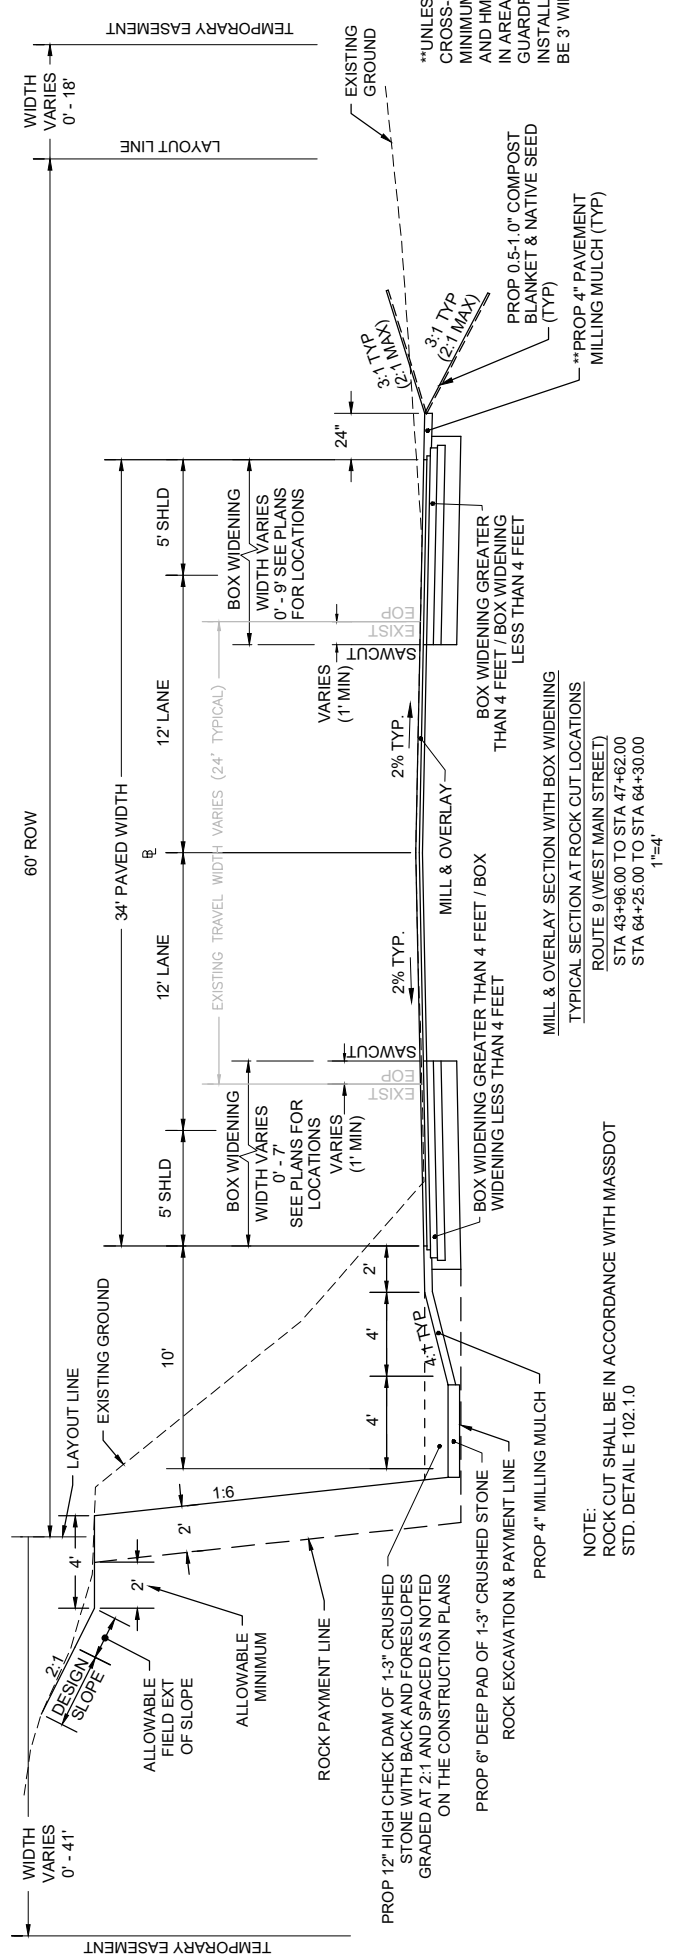 60' ROW
WIDTH
VARIES
0' - 41'
WIDTH
VARIES
0' - 18'
TEMPORARY EASEMENT
LAYOUT LINE
LAYOUT LINE
TEMPORARY EASEMENT
EXISTING GROUND
4'
2:1
DESIGN
SLOPE
2'
ALLOWABLE
FIELD EXT
OF SLOPE
ALLOWABLE
MINIMUM
1:6
2'
ROCK PAYMENT LINE
34' PAVED WIDTH
10'
5' SHLD
12' LANE
12' LANE
5' SHLD
EXISTING TRAVEL WIDTH VARIES (24' TYPICAL)
BOX WIDENING
WIDTH VARIES
0' - 7'
SEE PLANS FOR
LOCATIONS
VARIES
(1' MIN)
EXIST
EOP
SAWCUT
BOX WIDENING
WIDTH VARIES
0' - 9' SEE PLANS
FOR LOCATIONS
VARIES
(1' MIN)
SAWCUT
EXIST
EOP
24"
4'
4'
2'
4:1 TYP
2% TYP.
2% TYP.
MILL & OVERLAY
3:1 TYP
(2:1 MAX)
3:1 TYP
(2:1 MAX)
EXISTING
GROUND
PROP 12" HIGH CHECK DAM OF 1-3" CRUSHED
STONE WITH BACK AND FORESLOPES
GRADED AT 2:1 AND SPACED AS NOTED
ON THE CONSTRUCTION PLANS
PROP 6" DEEP PAD OF 1-3" CRUSHED STONE
ROCK EXCAVATION & PAYMENT LINE
PROP 4" MILLING MULCH
BOX WIDENING GREATER THAN 4 FEET / BOX
WIDENING LESS THAN 4 FEET
BOX WIDENING GREATER
THAN 4 FEET / BOX WIDENING
LESS THAN 4 FEET
PROP 0.5-1.0" COMPOST
BLANKET & NATIVE SEED
(TYP)
**PROP 4" PAVEMENT
MILLING MULCH (TYP)
**UNLES
CROSS-
MINIMUM
AND HM
IN AREA
GUARDR
INSTALL
BE 3' WI
NOTE:
ROCK CUT SHALL BE IN ACCORDANCE WITH MASSDOT
STD. DETAIL E 102.1.0
MILL & OVERLAY SECTION WITH BOX WIDENING
TYPICAL SECTION AT ROCK CUT LOCATIONS
ROUTE 9 (WEST MAIN STREET)
STA 43+96.00 TO STA 47+62.00
STA 64+25.00 TO STA 64+30.00
1"=4'